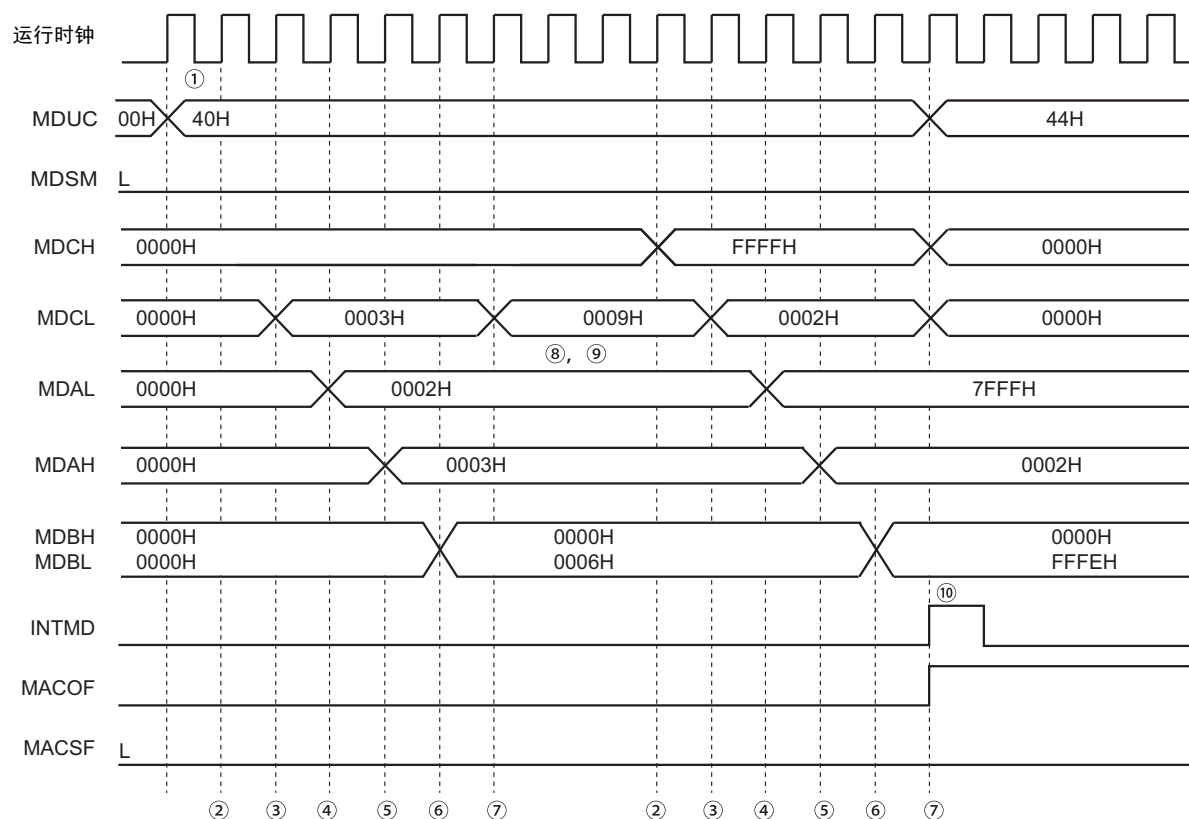 运行时钟
①
MDUC 00H 40H 44H
MDSM L
MDCH 0000H FFFFH 0000H
MDCL 0000H 0003H 0009H 0002H 0000H
⑧，⑨
MDAL 0000H 0002H 7FFFH
MDAH 0000H 0003H 0002H
MDBH 0000H 0000H 0000H
MDBL 0000H 0006H FFFEH
⑩
INTMD
MACOF
MACSF L
② ③ ④ ⑤ ⑥ ⑦ ② ③ ④ ⑤ ⑥ ⑦